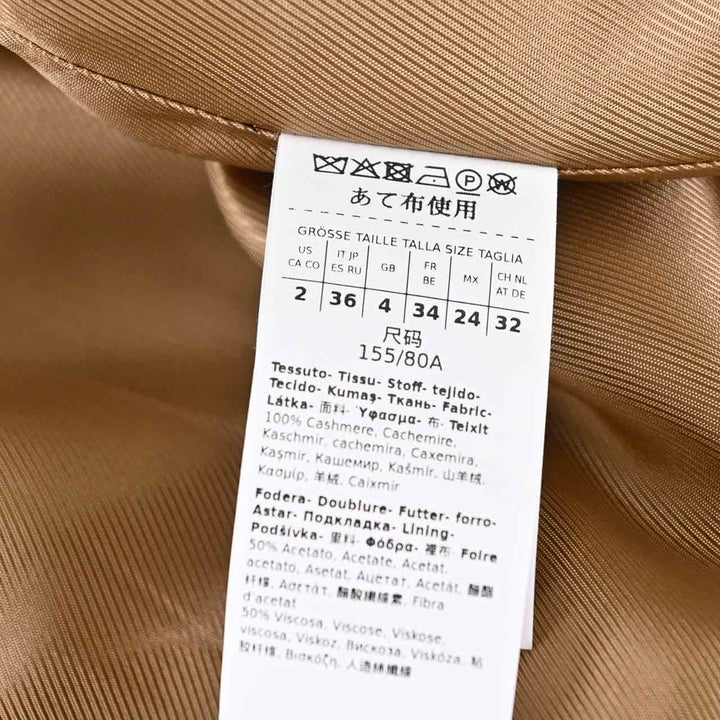 P W
あて布使用
GRÖSSE TAILLE TALLA SIZE TAGLIA
US CA CO IT JP ES RU GB FR BE MX CH NL AT DE
2 36 4 34 24 32
尺码
155/80A
Tessuto- Tissu- Stoff- tejido-
Tecido- Kumaş- Ткань- Fabric-
Látka- 面料- Ύφασμα- 布- Teixit
100% Cashmere, Cachemire,
Kaschmir, cachemira, Caxemira,
Kaşmir, Кашемир, Kašmír, 山羊绒,
Κασμίρ, 羊絨, Caixmir
Fodera- Doublure- Futter- forro-
Astar- Подкладка- Lining-
Podšívka- 里料- Φόδρα- 裡布- Folre
50% Acetato, Acetate, Acetat,
acetato, Asetat, Ацетат, Acetát, 醋酯
纤维, Ασετάτ, 醋酸纖維素, Fibra
d'acetat
50% Viscosa, Viscose, Viskose,
viscosa, Viskoz, Вискоза, Viskóza, 粘
胶纤维, Βισκόζη, 人造絲纖維